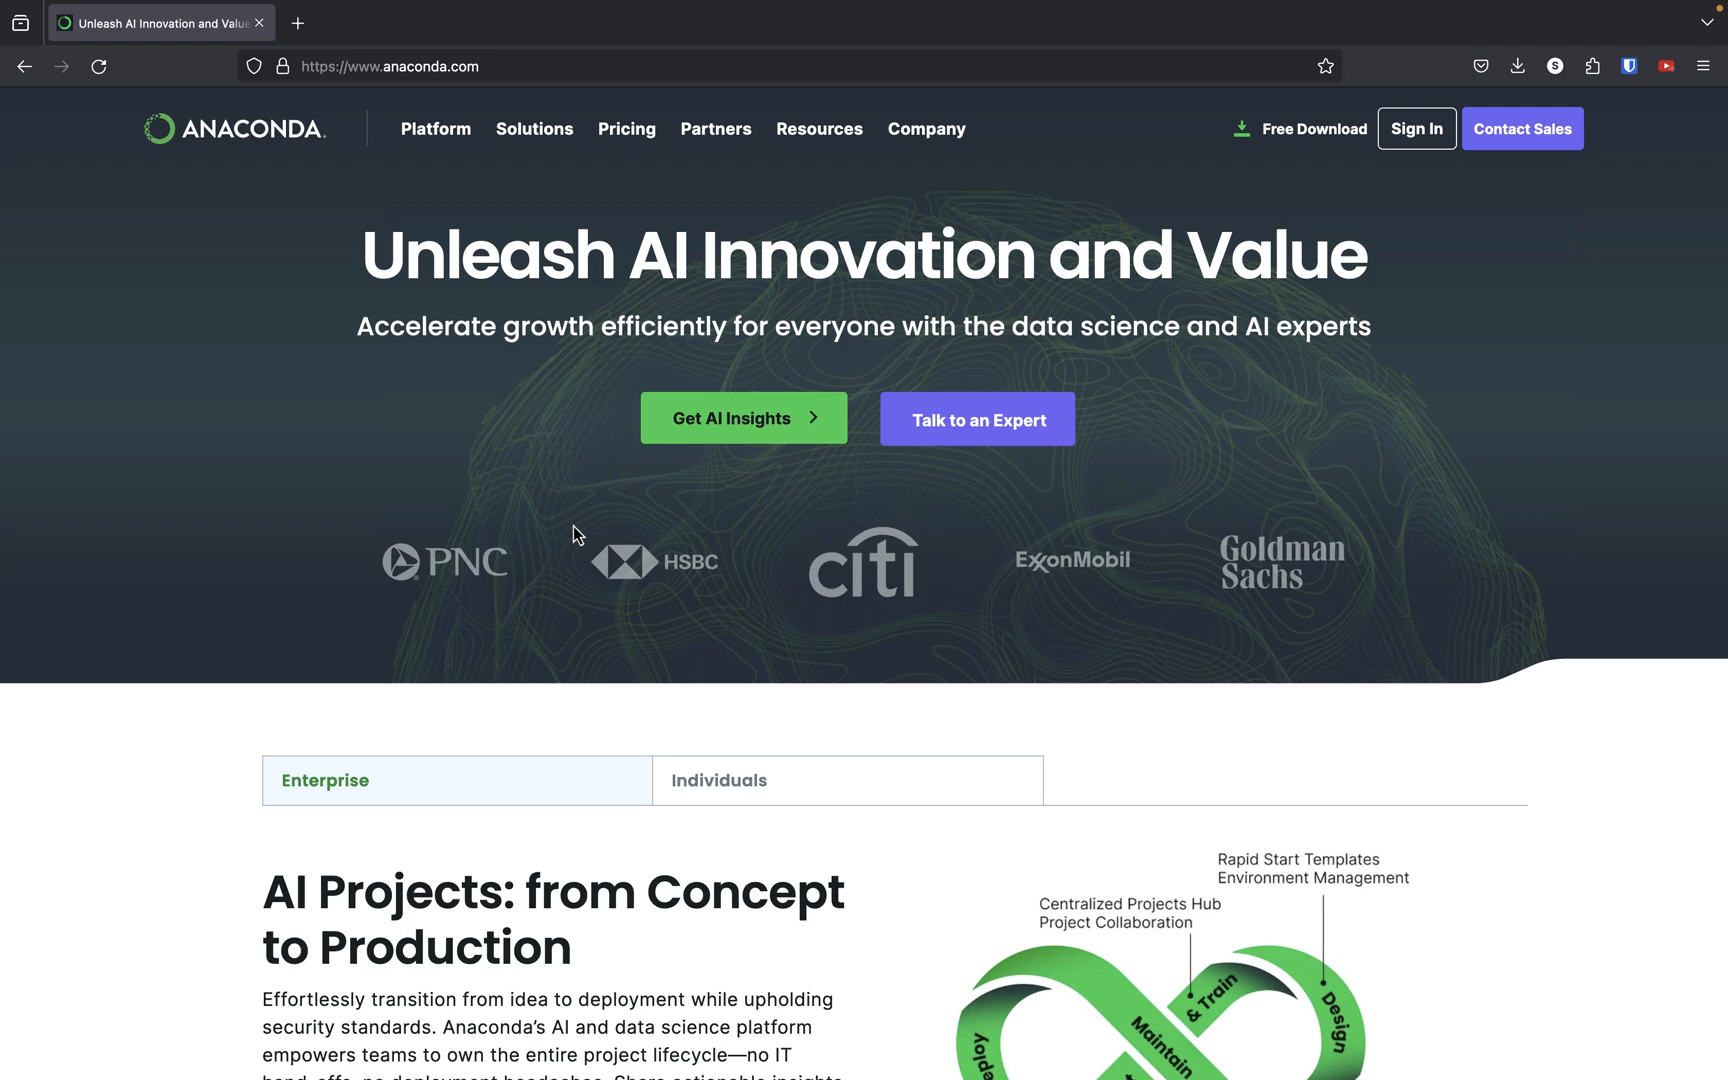 Unleash AI Innovation and Value
https://www.anaconda.com
S
ANACONDA.
Platform
Solutions
Pricing
Partners
Resources
Company
Free Download
Sign In
Contact Sales
Unleash AI Innovation and Value
Accelerate growth efficiently for everyone with the data science and AI experts
Get AI Insights
Talk to an Expert
PNC
HSBC
citi
ExxonMobil
Goldman
Sachs
Enterprise
Individuals
AI Projects: from Concept
to Production
Effortlessly transition from idea to deployment while upholding
security standards. Anaconda's AI and data science platform
empowers teams to own the entire project lifecycle—no IT
Rapid Start Templates
Environment Management
Centralized Projects Hub
Project Collaboration
& Train
Design
Maintain